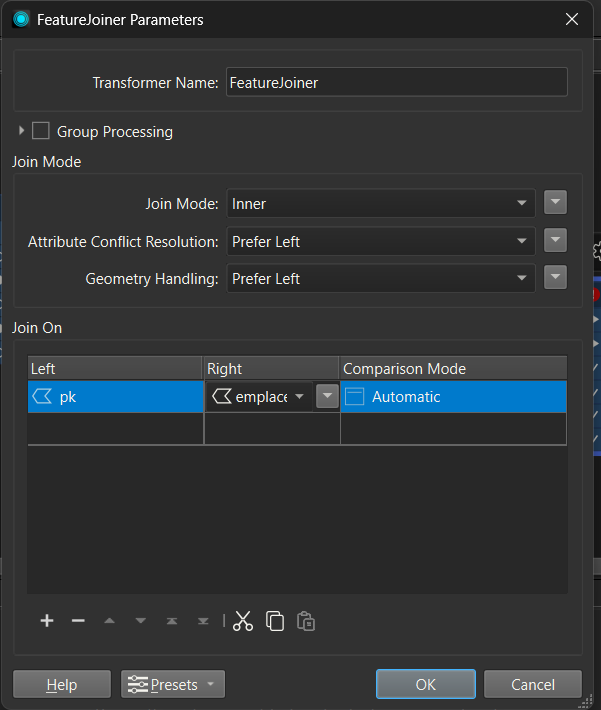 FeatureJoiner Parameters
Transformer Name: FeatureJoiner
Group Processing
Join Mode
Join Mode: Inner
Attribute Conflict Resolution: Prefer Left
Geometry Handling: Prefer Left
Join On
Left Right Comparison Mode
pk emplace Automatic
Help Presets OK Cancel